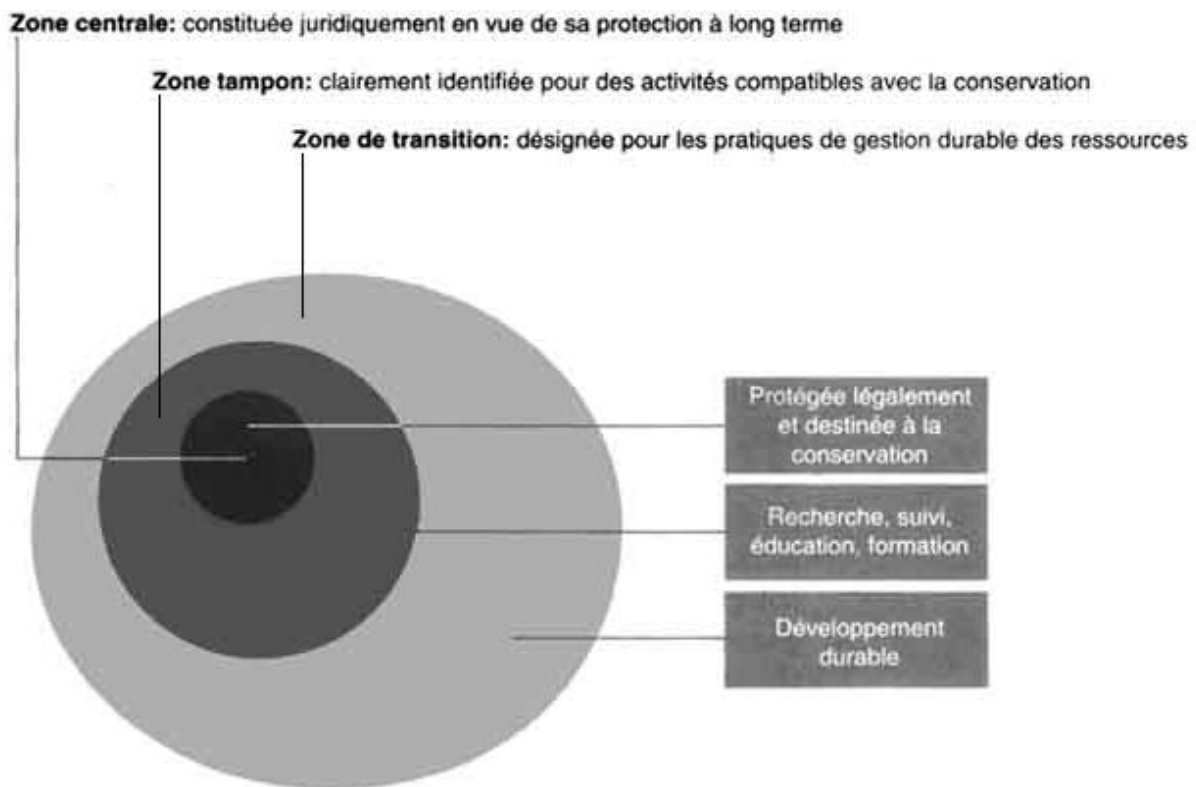 Zone centrale: constituée juridiquement en vue de sa protection à long terme
Zone tampon: clairement identifiée pour des activités compatibles avec la conservation
Zone de transition: désignée pour les pratiques de gestion durable des ressources
Protégée légalement
et destinée à la
conservation
Recherche, suivi,
éducation, formation
Développement
durable